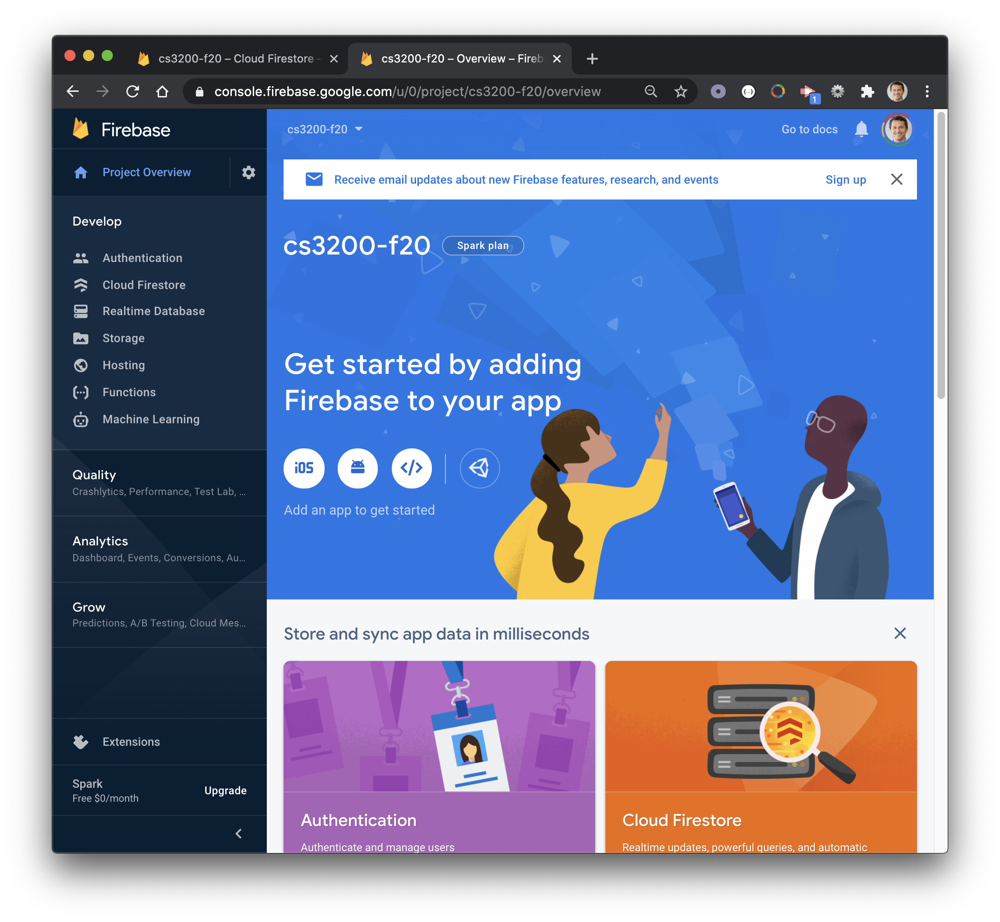 cs3200-f20 – Cloud Firestore –
cs3200-f20 – Overview – Fireb
console.firebase.google.com/u/0/project/cs3200-f20/overview
1
Firebase
cs3200-f20
Go to docs
Project Overview
Receive email updates about new Firebase features, research, and events
Sign up
Develop
Authentication
Cloud Firestore
Realtime Database
Storage
Hosting
Functions
Machine Learning
Quality
Crashlytics, Performance, Test Lab, ...
Analytics
Dashboard, Events, Conversions, Au...
Grow
Predictions, A/B Testing, Cloud Mes...
Extensions
Spark
Free $0/month
Upgrade
cs3200-f20
Spark plan
Get started by adding
Firebase to your app
iOS
Add an app to get started
Store and sync app data in milliseconds
Authentication
Authenticate and manage users
Cloud Firestore
Realtime updates, powerful queries, and automatic